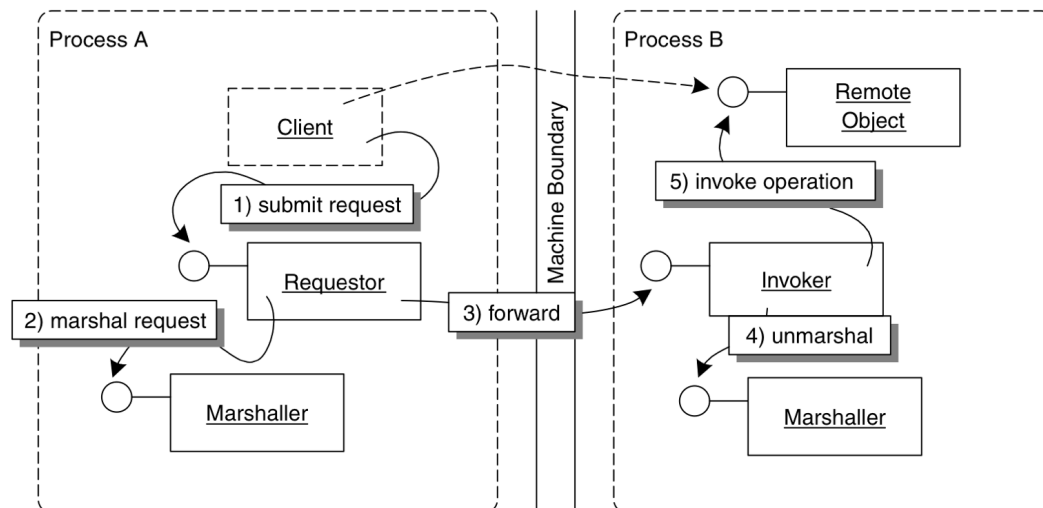 Process A
Process B
Client
Remote
Object
1) submit request
5) invoke operation
Machine Boundary
Requestor
Invoker
2) marshal request
3) forward
4) unmarshal
Marshaller
Marshaller